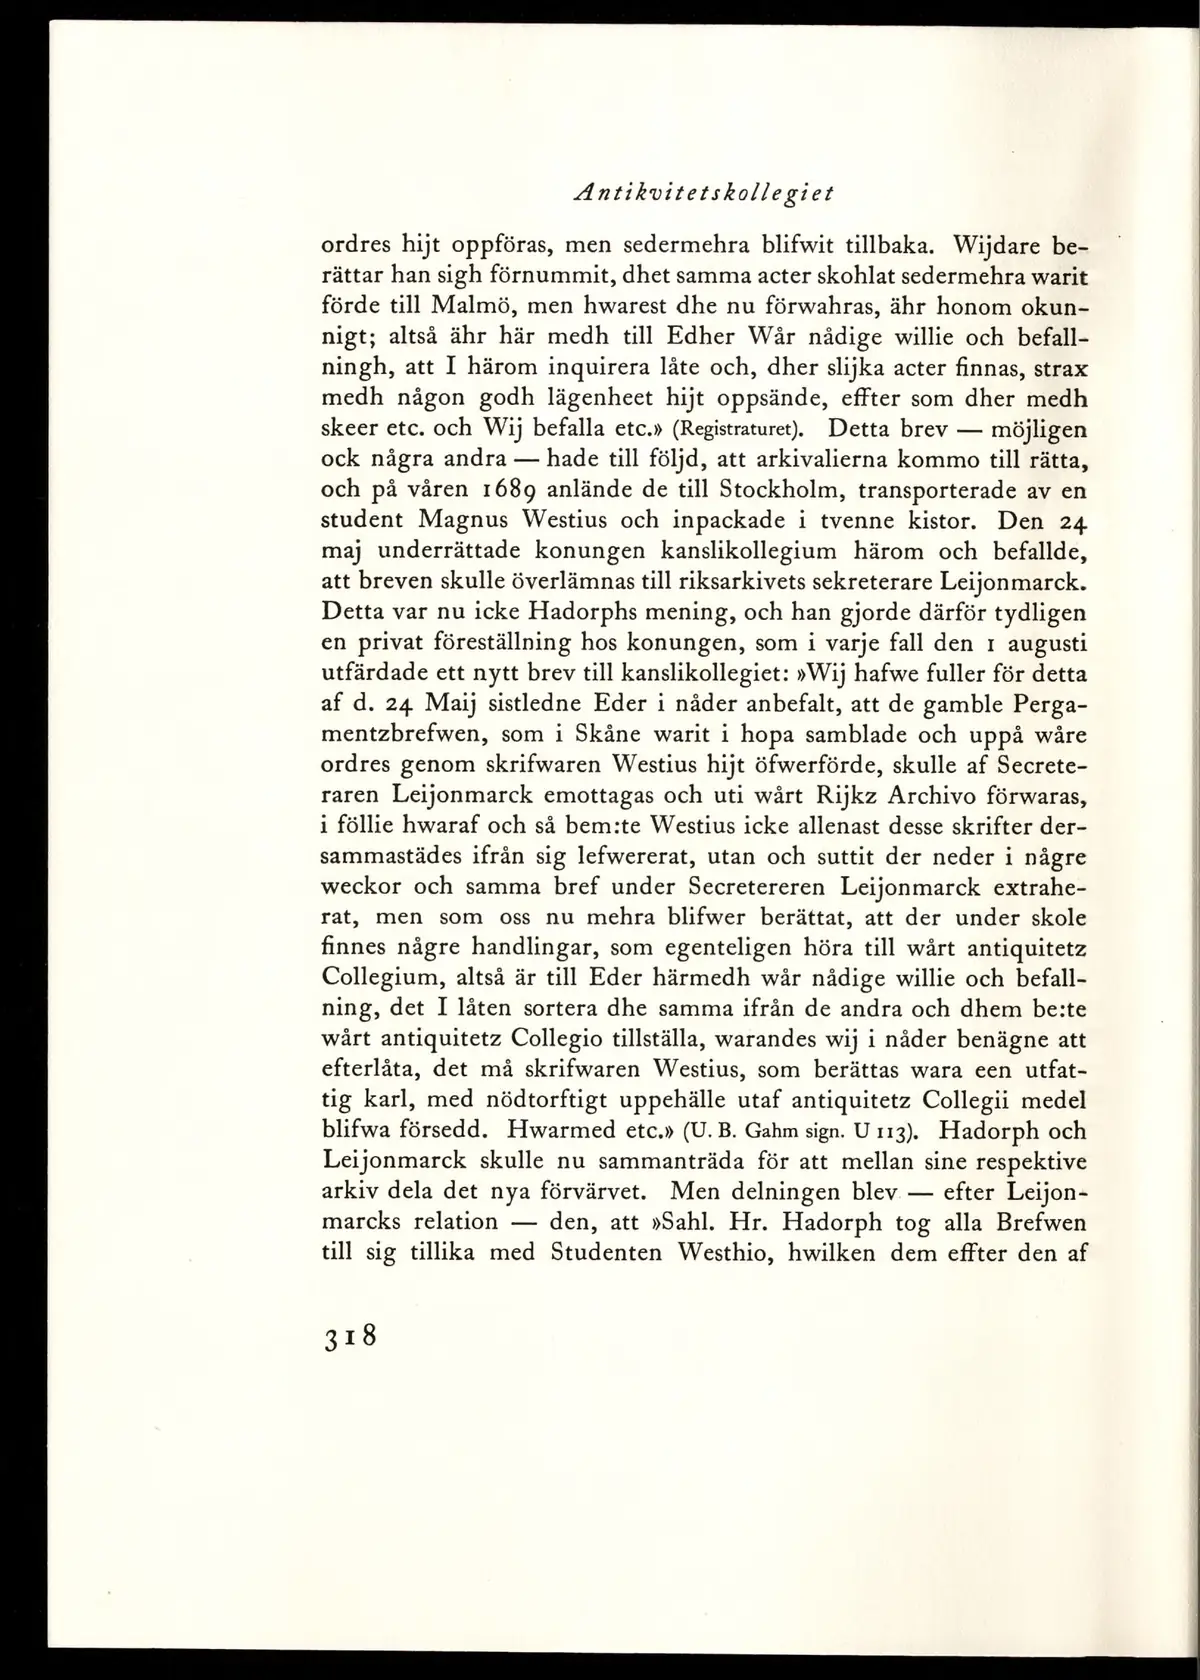 Antikvitetskollegiet
ordres hijt oppföras, men sedermehra blifwit tillbaka. Wijdare be-
rättar han sigh förnummit, dhet samma acter skohlat sedermehra warit
förde till Malmö, men hwarest dhe nu förwahras, ähr honom okun-
nigt; altså ähr här medh till Edher Wår nådige willie och befall-
ningh, att I härom inquirera låte och, dher slijka acter finnas, strax
medh någon godh lägenheet hijt oppsände, effter som dher medh
skeer etc. och Wij befalla etc.» (Registraturet). Detta brev — möjligen
ock några andra — hade till följd, att arkivalierna kommo till rätta,
och på våren 1689 anlände de till Stockholm, transporterade av en
student Magnus Westius och inpackade i tvenne kistor. Den 24
maj underrättade konungen kanslikollegium härom och befallde,
att breven skulle överlämnas till riksarkivets sekreterare Leijonmarck.
Detta var nu icke Hadorphs mening, och han gjorde därför tydligen
en privat föreställning hos konungen, som i varje fall den 1 augusti
utfärdade ett nytt brev till kanslikollegiet: »Wij hafwe fuller för detta
af d. 24 Maij sistledne Eder i nåder anbefalt, att de gamble Perga-
mentzbrefwen, som i Skåne warit i hopa samblade och uppå wåre
ordres genom skrifwaren Westius hijt öfwerförde, skulle af Secrete-
raren Leijonmarck emottagas och uti wårt Rijkz Archivo förwaras,
i föllie hwaraf och så bem:te Westius icke allenast desse skrifter der-
sammastädes ifrån sig lefwererat, utan och suttit der neder i någre
weckor och samma bref under Secretereren Leijonmarck extrahe-
rat, men som oss nu mehra blifwer berättat, att der under skole
finnes någre handlingar, som egenteligen höra till wårt antiquitetz
Collegium, altså är till Eder härmedh wår nådige willie och befall-
ning, det I låten sortera dhe samma ifrån de andra och dhem be:te
wårt antiquitetz Collegio tillställa, warandes wij i nåder benägne att
efterlåta, det må skrifwaren Westius, som berättas wara een utfat-
tig karl, med nödtorftigt uppehälle utaf antiquitetz Collegii medel
blifwa försedd. Hwarmed etc.» (U. B. Gahm sign. U 113). Hadorph och
Leijonmarck skulle nu sammanträda för att mellan sine respektive
arkiv dela det nya förvärvet. Men delningen blev — efter Leijon-
marcks relation — den, att »Sahl. Hr. Hadorph tog alla Brefwen
till sig tillika med Studenten Westhio, hwilken dem effter den af
318